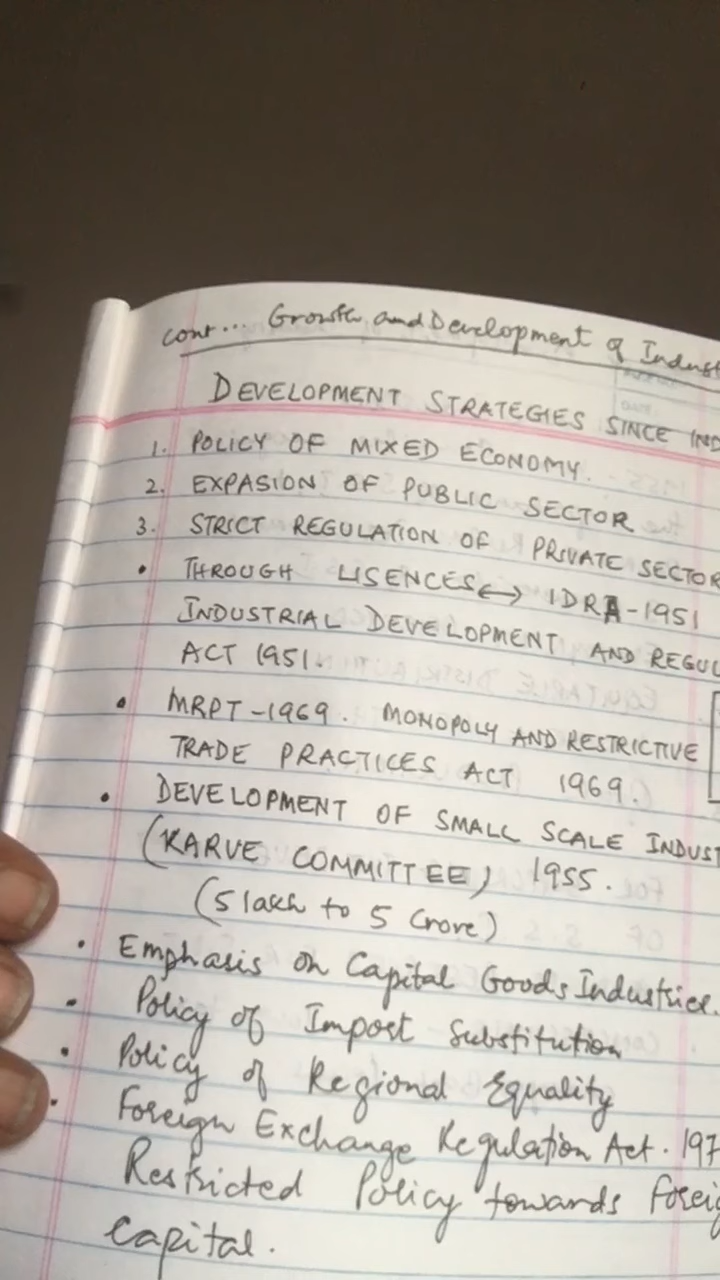 cont... Growth and Development of Indust
DEVELOPMENT STRATEGIES SINCE IND
1. POLICY OF MIXED ECONOMY.
2. EXPASION OF PUBLIC SECTOR
3. STRICT REGULATION OF PRIVATE SECTOR
• THROUGH LISENCES ↔ IDRA-1951
INDUSTRIAL DEVELOPMENT AND REGUL
ACT 1951.
• MRPT-1969. MONOPOLY AND RESTRICTIVE
TRADE PRACTICES ACT 1969.
• DEVELOPMENT OF SMALL SCALE INDUST
(KARVE COMMITTEE) 1955.
(5 lakh to 5 Crore)
• Emphasis on Capital Goods Industries.
• Policy of Import Substitution
• Policy of Regional Equality
• Foreign Exchange Regulation Act. 197
Restricted Policy towards foreig
Capital.